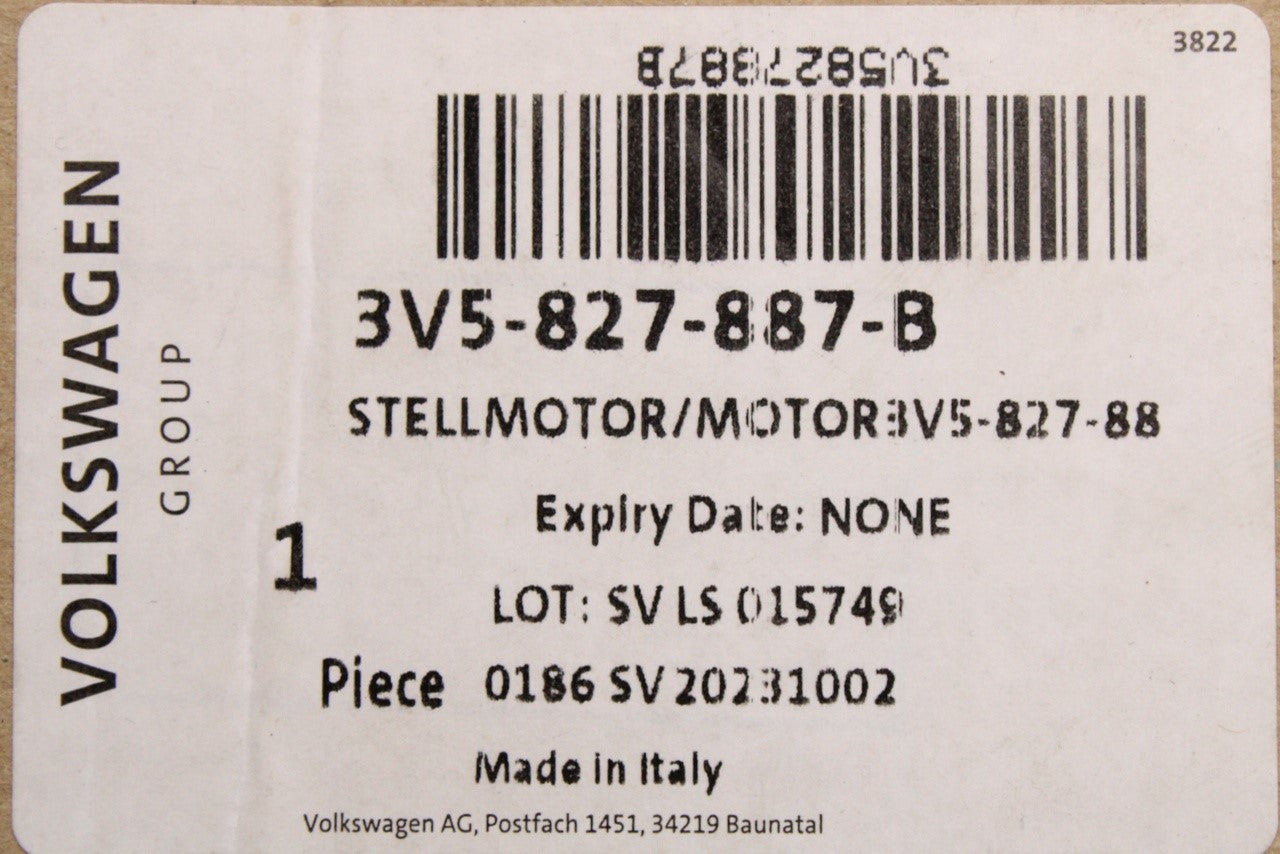 3822
3V5827887B
3V5-827-887-B
STELLMOTOR/MOTOR3V5-827-88
Expiry Date: NONE
1
LOT: SV LS 015749
Piece 0186 SV 20231002
Made in Italy
Volkswagen AG, Postfach 1451, 34219 Baunatal
VOLKSWAGEN
GROUP